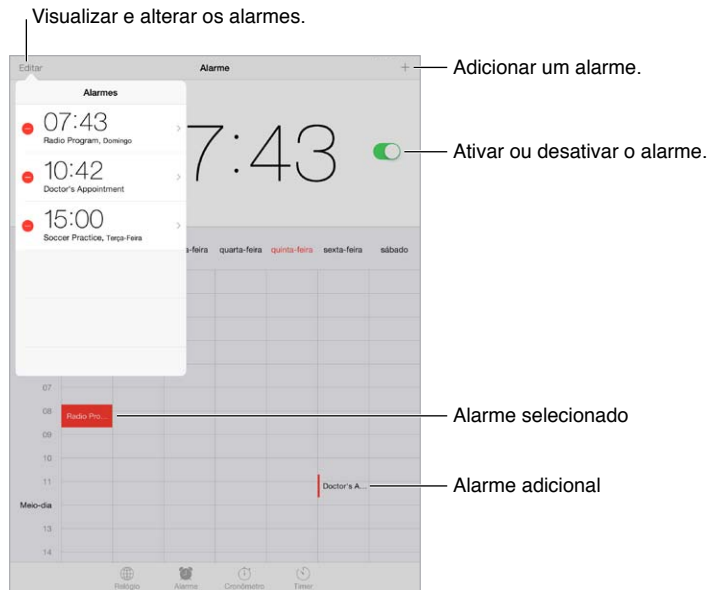 Visualizar e alterar os alarmes.
Editar
Alarme
+
Adicionar um alarme.
Alarmes
07:43
Radio Program, Domingo
7:43
Ativar ou desativar o alarme.
10:42
Doctor's Appointment
15:00
Soccer Practice, Terça-Feira
a-feira quarta-feira quinta-feira sexta-feira sábado
07
08 Radio Pro...
Alarme selecionado
09
10
11 Doctor's A...
Alarme adicional
Meio-dia
13
14
Relógio Alarme Cronômetro Timer